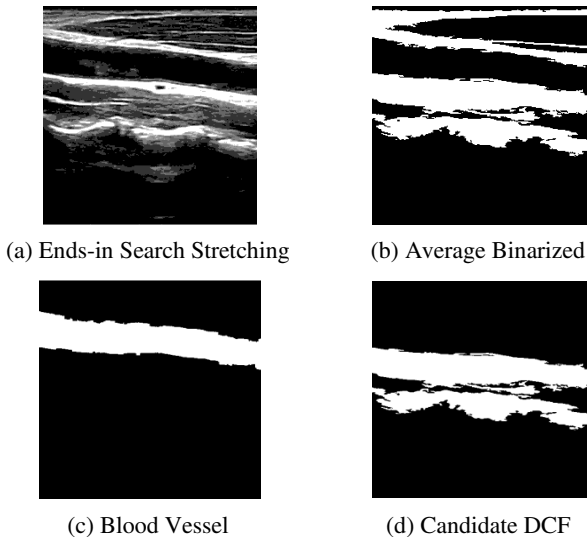 (a) Ends-in Search Stretching
(b) Average Binarized
(c) Blood Vessel
(d) Candidate DCF